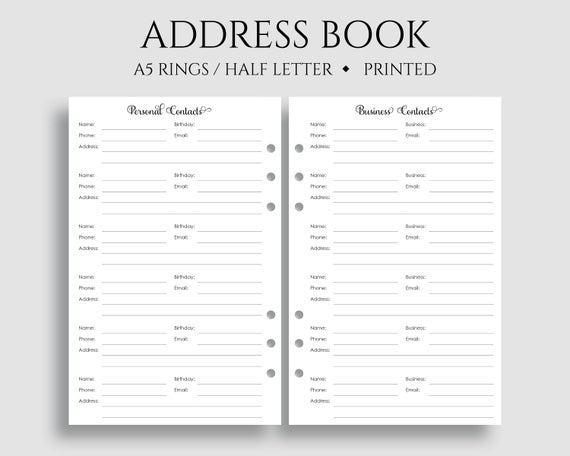 ADDRESS BOOK
A5 RINGS / HALF LETTER ◆ PRINTED
Personal Contacts
Name: Birthday:
Phone: Email:
Address:
Name: Birthday:
Phone: Email:
Address:
Name: Birthday:
Phone: Email:
Address:
Name: Birthday:
Phone: Email:
Address:
Name: Birthday:
Phone: Email:
Address:
Name: Birthday:
Phone: Email:
Address:
Business Contacts
Name: Business:
Phone: Email:
Address:
Name: Business:
Phone: Email:
Address:
Name: Business:
Phone: Email:
Address:
Name: Business:
Phone: Email:
Address:
Name: Business:
Phone: Email:
Address:
Name: Business:
Phone: Email:
Address: